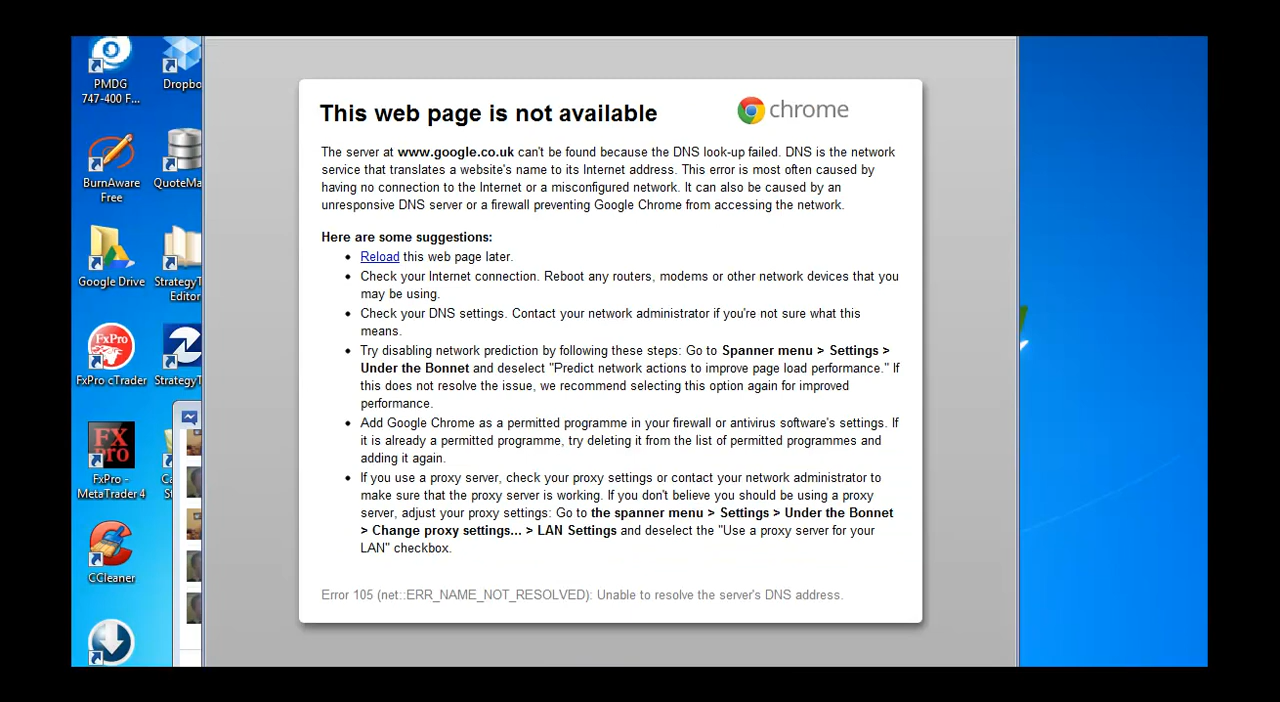 PMDG
747-400 F...
Dropbo
BurnAware
Free
QuoteMa
Google Drive
StrategyT
Editor
FxPro
FxPro cTrader
StrategyT
FX
PRO
FxPro -
MetaTrader 4
Ca
St
CCleaner
This web page is not available
chrome
The server at www.google.co.uk can't be found because the DNS look-up failed. DNS is the network
service that translates a website's name to its Internet address. This error is most often caused by
having no connection to the Internet or a misconfigured network. It can also be caused by an
unresponsive DNS server or a firewall preventing Google Chrome from accessing the network.
Here are some suggestions:
• Reload this web page later.
• Check your Internet connection. Reboot any routers, modems or other network devices that you
may be using.
• Check your DNS settings. Contact your network administrator if you're not sure what this
means.
• Try disabling network prediction by following these steps: Go to Spanner menu > Settings >
Under the Bonnet and deselect "Predict network actions to improve page load performance." If
this does not resolve the issue, we recommend selecting this option again for improved
performance.
• Add Google Chrome as a permitted programme in your firewall or antivirus software's settings. If
it is already a permitted programme, try deleting it from the list of permitted programmes and
adding it again.
• If you use a proxy server, check your proxy settings or contact your network administrator to
make sure that the proxy server is working. If you don't believe you should be using a proxy
server, adjust your proxy settings: Go to the spanner menu > Settings > Under the Bonnet
> Change proxy settings... > LAN Settings and deselect the "Use a proxy server for your
LAN" checkbox.
Error 105 (net::ERR_NAME_NOT_RESOLVED): Unable to resolve the server's DNS address.